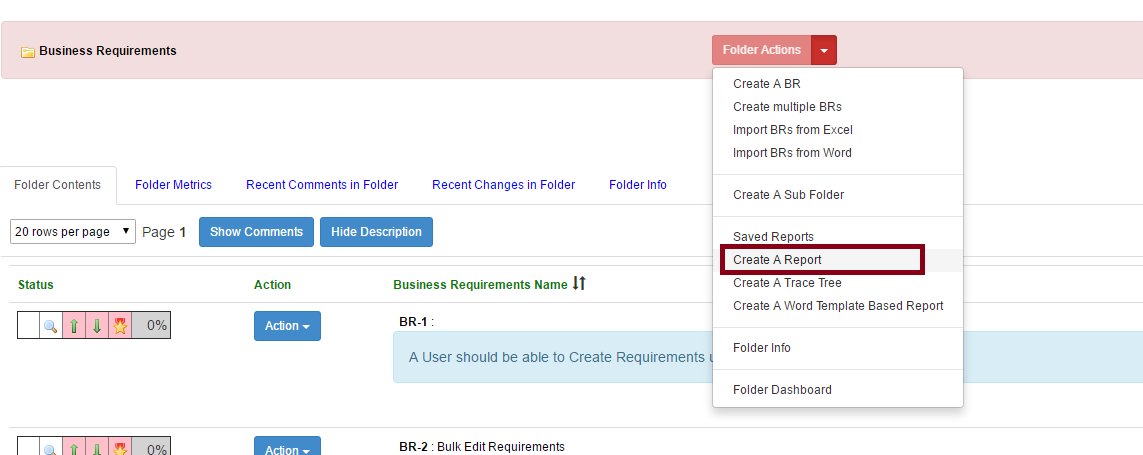 Business Requirements
Folder Actions
Create A BR
Create multiple BRs
Import BRs from Excel
Import BRs from Word
Create A Sub Folder
Saved Reports
Create A Report
Create A Trace Tree
Create A Word Template Based Report
Folder Info
Folder Dashboard
Folder Contents Folder Metrics Recent Comments in Folder Recent Changes in Folder Folder Info
20 rows per page Page 1 Show Comments Hide Description
Status Action Business Requirements Name
0% Action BR-1 :
A User should be able to Create Requirements
0% Action BR-2 : Bulk Edit Requirements